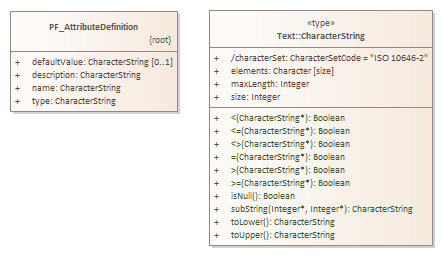 PF_AttributeDefinition
{root}
+ defaultValue: CharacterString [0..1]
+ description: CharacterString
+ name: CharacterString
+ type: CharacterString
«type»
Text::CharacterString
+ /characterSet: CharacterSetCode = "ISO 10646-2"
+ elements: Character [size]
+ maxLength: Integer
+ size: Integer
+ <(CharacterString*): Boolean
+ <=(CharacterString*): Boolean
+ <>(CharacterString*): Boolean
+ =(CharacterString*): Boolean
+ >(CharacterString*): Boolean
+ >=(CharacterString*): Boolean
+ isNull(): Boolean
+ subString(Integer*, Integer*): CharacterString
+ toLower(): CharacterString
+ toUpper(): CharacterString